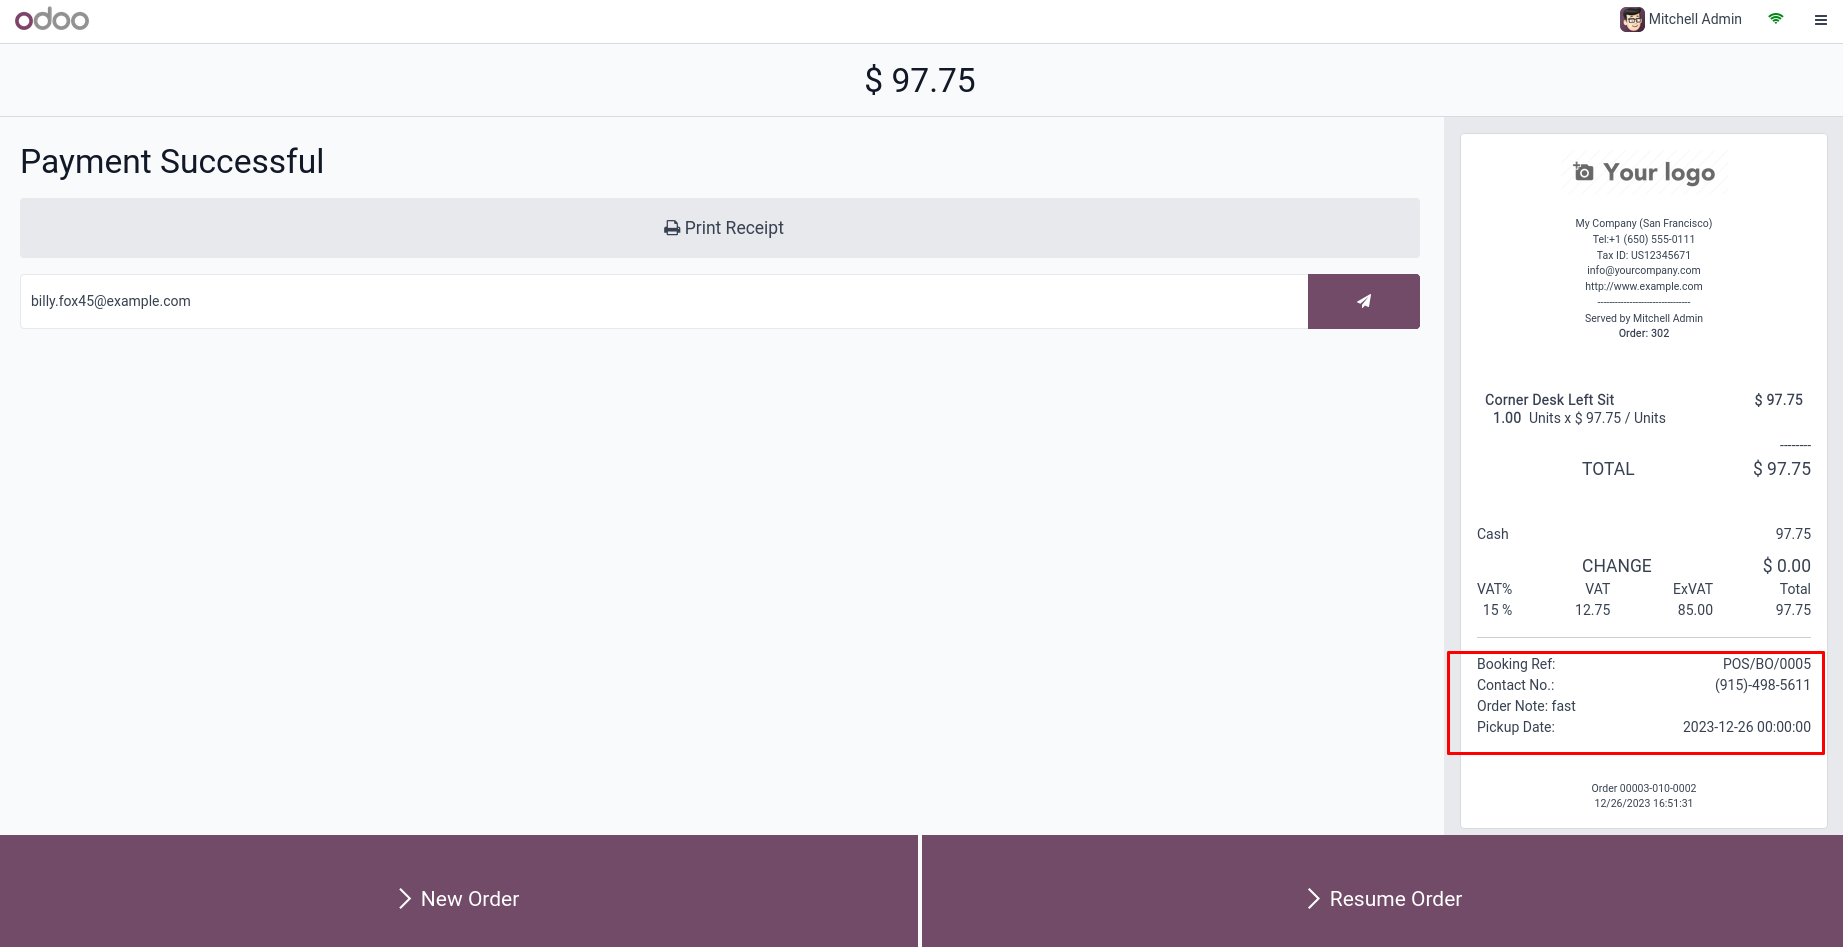 odoo
Mitchell Admin
$ 97.75
Payment Successful
Print Receipt
billy.fox45@example.com
Your logo
My Company (San Francisco)
Tel:+1 (650) 555-0111
Tax ID: US12345671
info@yourcompany.com
http://www.example.com
--------------------------------
Served by Mitchell Admin
Order: 302
Corner Desk Left Sit $ 97.75
1.00 Units x $ 97.75 / Units
--------
TOTAL $ 97.75
Cash 97.75
CHANGE $ 0.00
VAT% VAT ExVAT Total
15 % 12.75 85.00 97.75
Booking Ref: POS/BO/0005
Contact No.: (915)-498-5611
Order Note: fast
Pickup Date: 2023-12-26 00:00:00
Order 00003-010-0002
12/26/2023 16:51:31
New Order
Resume Order